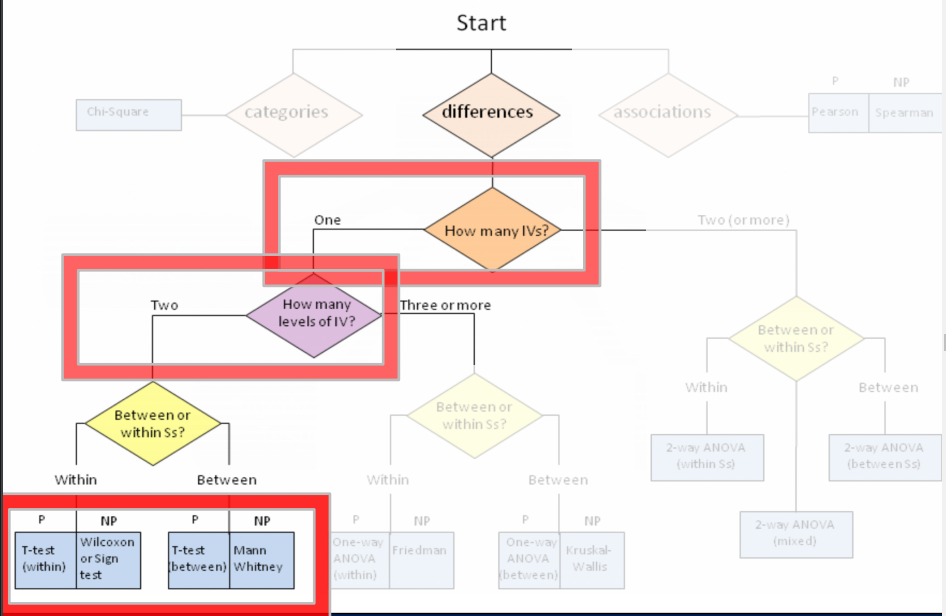 Start
categories
differences
associations
Chi-Square
P
NP
Pearson
Spearman
How many IVs?
One
Two (or more)
How many
levels of IV?
Two
Three or more
Between or
within Ss?
Within
Between
2-way ANOVA
(within Ss)
2-way ANOVA
(between Ss)
2-way ANOVA
(mixed)
Between or
within Ss?
Within
Between
Between or
within Ss?
Within
Between
P
NP
T-test
(within)
Wilcoxon
or Sign
test
P
NP
T-test
(between)
Mann
Whitney
P
NP
One-way
ANOVA
(within)
Friedman
P
NP
One-way
ANOVA
(between)
Kruskal-
Wallis